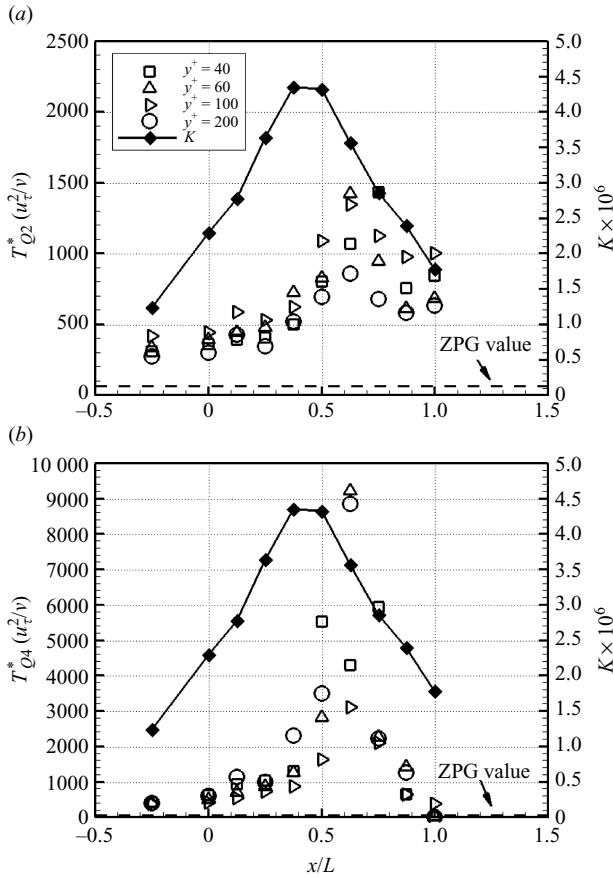 (a)
2500
2000
1500
1000
500
0
T*Q2 (u²τ/ν)
y+ = 40
y+ = 60
y+ = 100
y+ = 200
K
5.0
4.5
4.0
3.5
3.0
2.5
2.0
1.5
1.0
0.5
0
K × 10⁶
ZPG value
–0.5 0 0.5 1.0 1.5
(b)
10 000
9000
8000
7000
6000
5000
4000
3000
2000
1000
0
T*Q4 (u²τ/ν)
5.0
4.5
4.0
3.5
3.0
2.5
2.0
1.5
1.0
0.5
0
K × 10⁶
ZPG value
–0.5 0 0.5 1.0 1.5
x/L